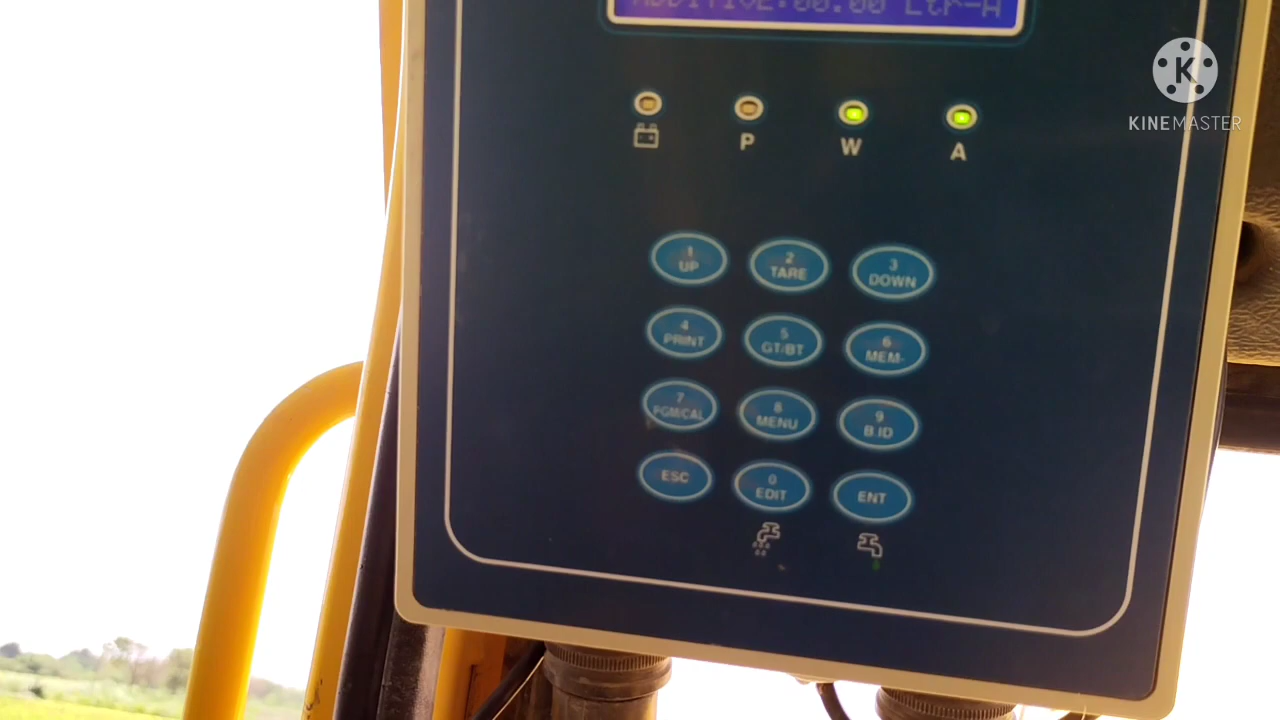 ADDITIVE:00.00 Ltr-A
P W A
KINEMASTER
1 2 3
UP TARE DOWN
4 5 6
PRINT GT/BT MEM-
7 8 9
PGM/CAL MENU B.ID
0
ESC EDIT ENT